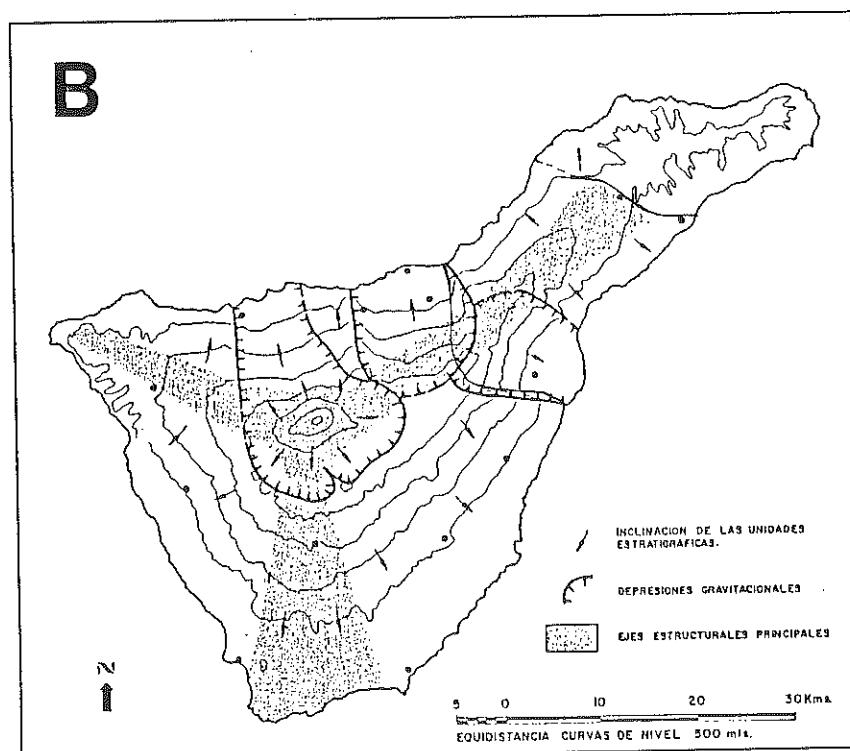 B
INCLINACION DE LAS UNIDADES
ESTRATIGRÁFICAS.
DEPRESIONES GRAVITACIONALES
EJES ESTRUCTURALES PRINCIPALES
N
5 0 10 20 30 Kms.
EQUIDISTANCIA CURVAS DE NIVEL 500 mts.